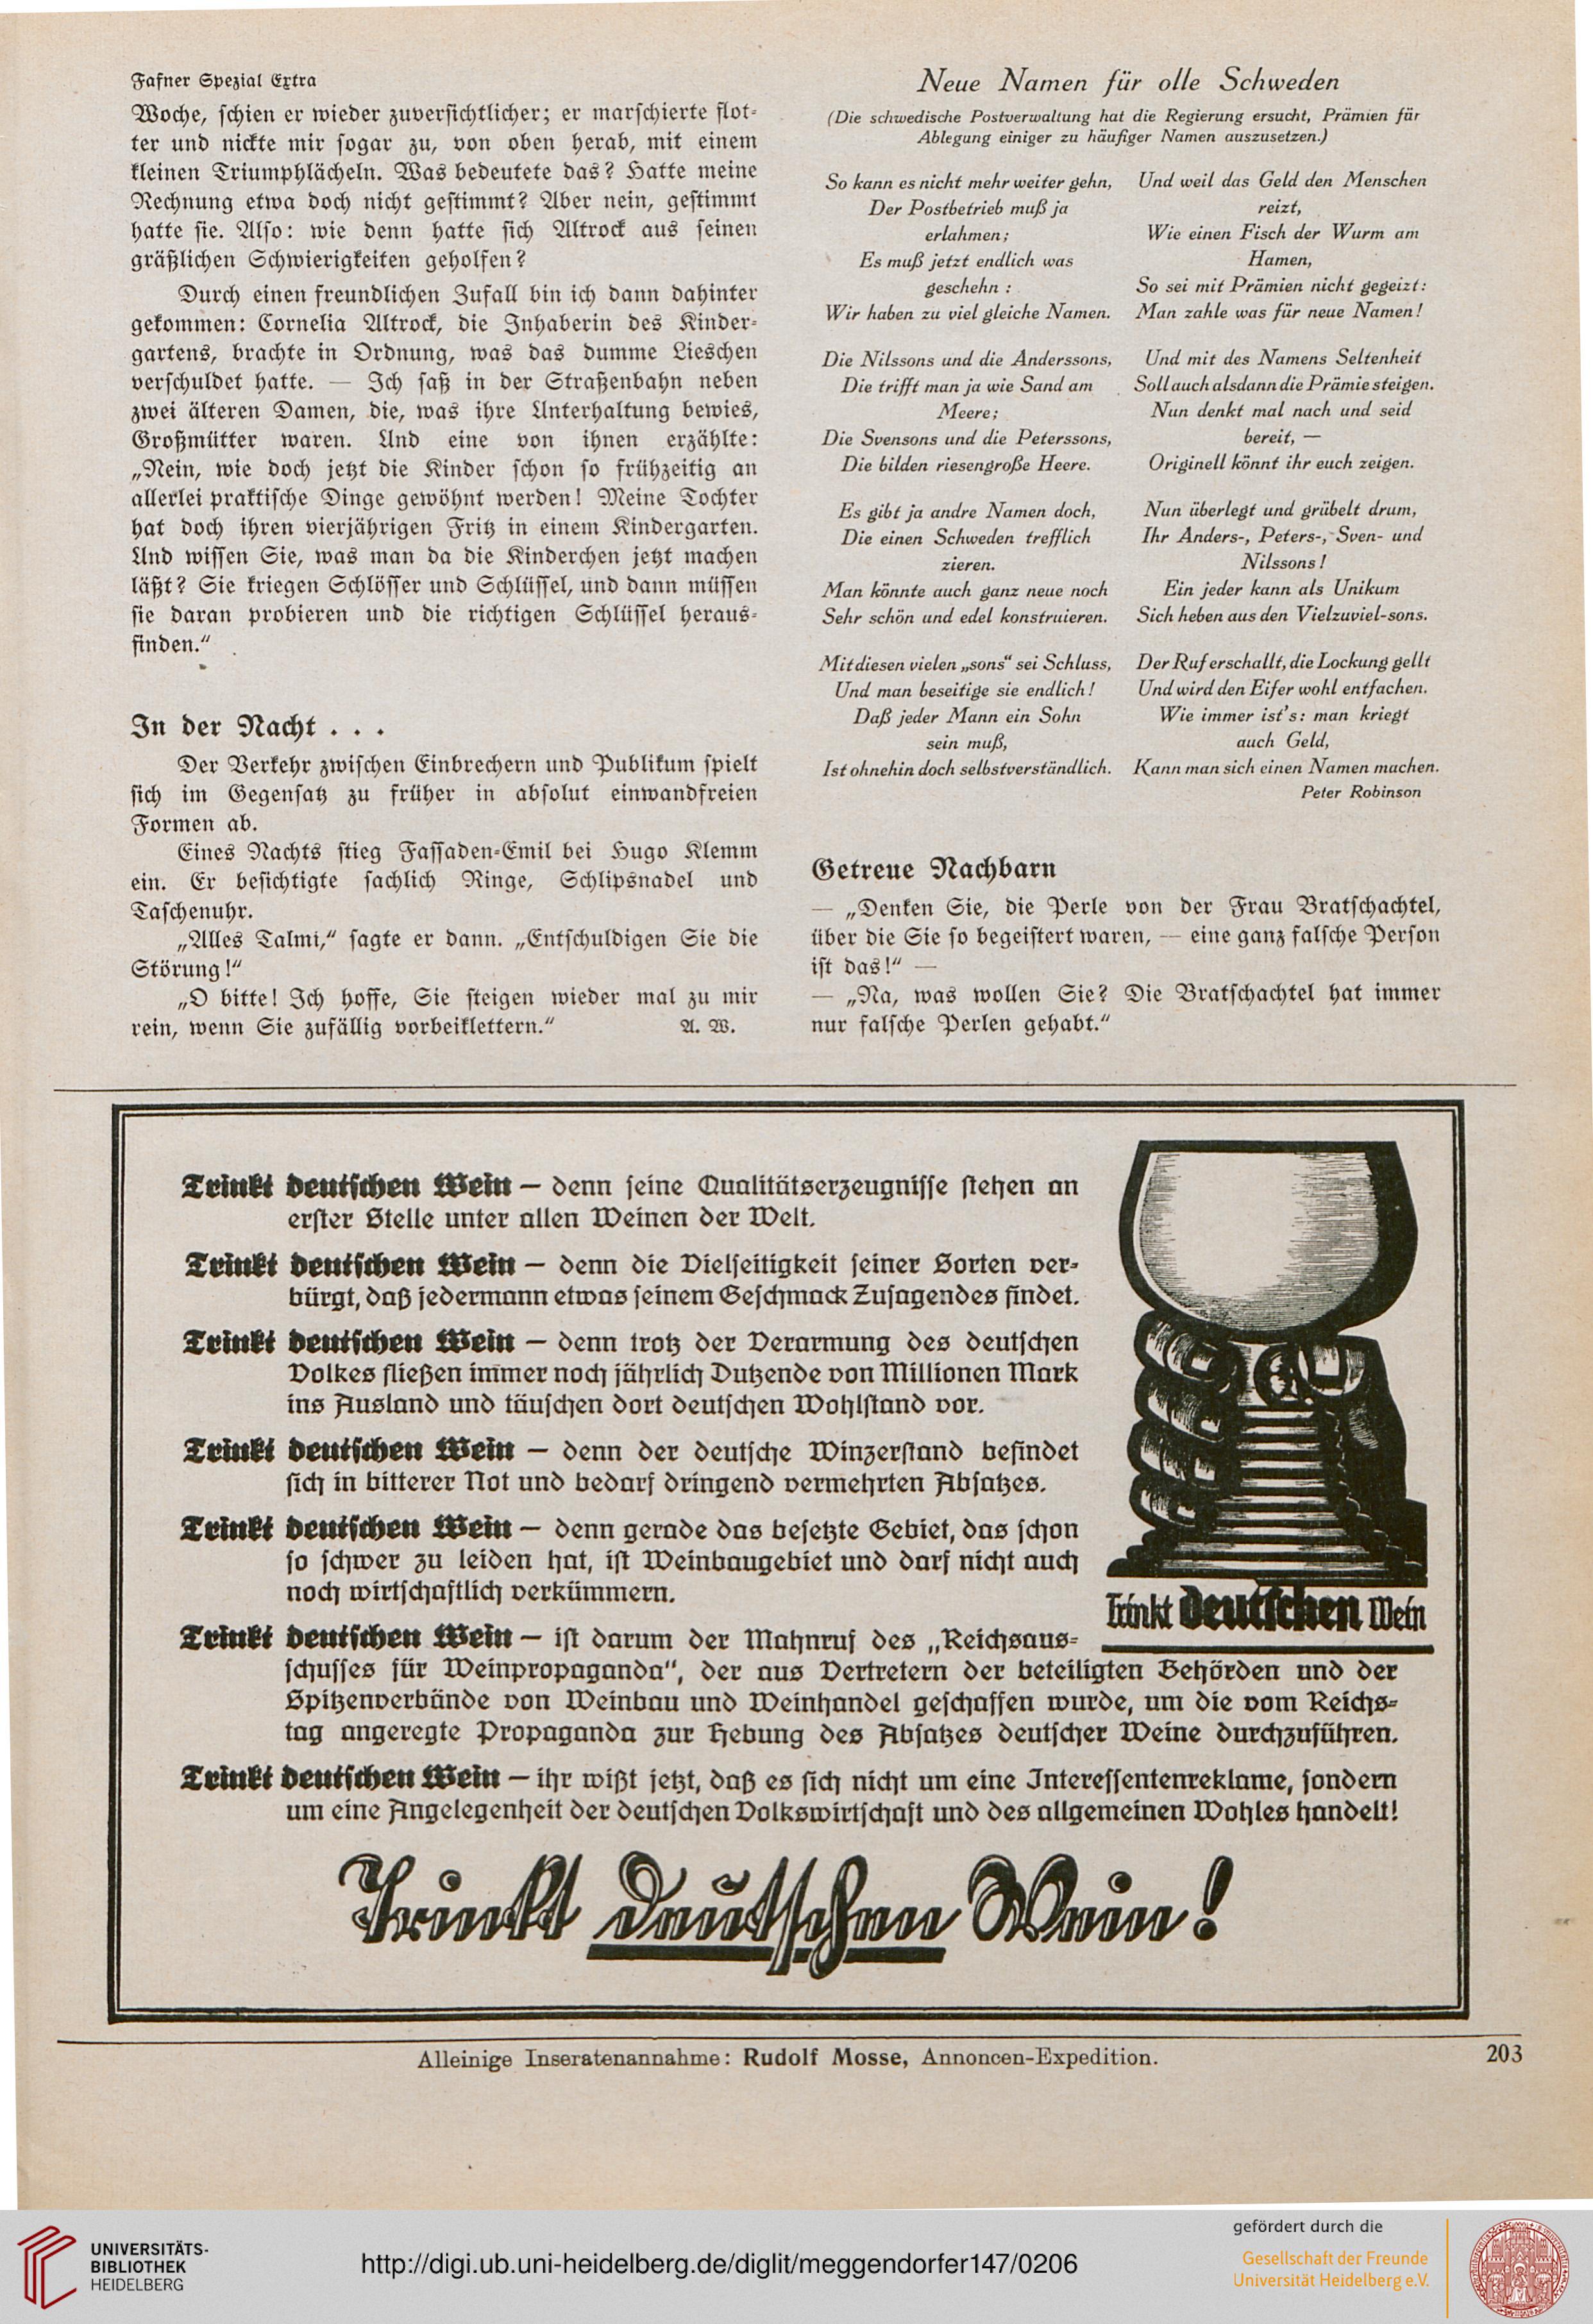 Fafner Spezial Extra
Woche, schien er wieder zuversichtlicher; er marschierte flot-
ter und nickte mir sogar zu, von oben herab, mit einem
kleinen Triumphlächeln. Was bedeutete das? Hatte meine
Rechnung etwa doch nicht gestimmt? Aber nein, gestimmt
hatte sie. Also: wie denn hatte sich Altrock aus seinen
gräßlichen Schwierigkeiten geholfen?
Durch einen freundlichen Zufall bin ich dann dahinter
gekommen: Cornelia Altrock, die Inhaberin des Kinder-
gartens, brachte in Ordnung, was das dumme Lieschen
verschuldet hatte. — Ich saß in der Straßenbahn neben
zwei älteren Damen, die, was ihre Unterhaltung bewies,
Großmütter waren. Und eine von ihnen erzählte:
„Nein, wie doch jetzt die Kinder schon so frühzeitig an
allerlei praktische Dinge gewöhnt werden! Meine Tochter
hat doch ihren vierjährigen Fritz in einem Kindergarten.
Und wissen Sie, was man da die Kinderchen jetzt machen
läßt? Sie kriegen Schlösser und Schlüssel, und dann müssen
sie daran probieren und die richtigen Schlüssel heraus-
finden.“
In der Nacht . . .
Der Verkehr zwischen Einbrechern und Publikum spielt
sich im Gegensatz zu früher in absolut einwandfreien
Formen ab.
Eines Nachts stieg Fassaden-Emil bei Hugo Klemm
ein. Er besichtigte sachlich Ringe, Schlipsnadel und
Taschenuhr.
„Alles Talmi,“ sagte er dann. „Entschuldigen Sie die
Störung!“
„O bitte! Ich hoffe, Sie steigen wieder mal zu mir
rein, wenn Sie zufällig vorbeiklettern.“ A. W.
Neue Namen für olle Schweden
(Die schwedische Postverwaltung hat die Regierung ersucht, Prämien für
Ablegung einiger zu häufiger Namen auszusetzen.)
So kann es nicht mehr weiter gehn,
Der Postbetrieb muß ja
erlahmen;
Es muß jetzt endlich was
geschehn :
Wir haben zu viel gleiche Namen.
Die Nilssons und die Anderssons,
Die trifft man ja wie Sand am
Meere;
Die Svensons und die Peterssons,
Die bilden riesengroße Heere.
Es gibt ja andre Namen doch,
Die einen Schweden trefflich
zieren.
Man könnte auch ganz neue noch
Sehr schön und edel konstruieren.
Mit diesen vielen „sons“ sei Schluss,
Und man beseitige sie endlich!
Daß jeder Mann ein Sohn
sein muß,
Ist ohnehin doch selbstverständlich.
Und weil das Geld den Menschen
reizt,
Wie einen Fisch der Wurm am
Hamen,
So sei mit Prämien nicht gegeizt:
Man zahle was für neue Namen!
Und mit des Namens Seltenheit
Soll auch alsdann die Prämie steigen.
Nun denkt mal nach und seid
bereit, —
Originell könnt ihr euch zeigen.
Nun überlegt und grübelt drum,
Ihr Anders-, Peters-, Sven- und
Nilssons!
Ein jeder kann als Unikum
Sich heben aus den Vielzuviel-sons.
Der Ruf erschallt, die Lockung gellt
Und wird den Eifer wohl entfachen.
Wie immer ist's: man kriegt
auch Geld,
Kann man sich einen Namen machen.
Peter Robinson
Getreue Nachbarn
— „Denken Sie, die Perle von der Frau Bratschachtel,
über die Sie so begeistert waren, — eine ganz falsche Person
ist das!“ —
— „Na, was wollen Sie? Die Bratschachtel hat immer
nur falsche Perlen gehabt.“
Trinkt deutschen Wein — denn seine Qualitätserzeugnisse stehen an
erster Stelle unter allen Weinen der Welt.
Trinkt deutschen Wein — denn die Vielseitigkeit seiner Sorten ver-
bürgt, daß jedermann etwas seinem Geschmack Zusagendes findet.
Trinkt deutschen Wein — denn trotz der Verarmung des deutschen
Volkes fließen immer noch jährlich Dutzende von Millionen Mark
ins Ausland und täuschen dort deutschen Wohlstand vor.
Trinkt deutschen Wein — denn der deutsche Winzerstand befindet
sich in bitterer Not und bedarf dringend vermehrten Absatzes.
Trinkt deutschen Wein — denn gerade das besetzte Gebiet, das schon
so schwer zu leiden hat, ist Weinbaugebiet und darf nicht auch
noch wirtschaftlich verkümmern.
Trinkt deutschen Wein
Trinkt deutschen Wein — ist darum der Mahnruf des „Reichsaus-
schusses für Weinpropaganda“, der aus Vertretern der beteiligten Behörden und der
Spitzenverbände von Weinbau und Weinhandel geschaffen wurde, um die vom Reichs-
tag angeregte Propaganda zur Hebung des Absatzes deutscher Weine durchzuführen.
Trinkt deutschen Wein — ihr wißt jetzt, daß es sich nicht um eine Interessentenreklame, sondern
um eine Angelegenheit der deutschen Volkswirtschaft und des allgemeinen Wohles handelt!
Trinkt deutschen Wein!
Alleinige Inseratenannahme: Rudolf Mosse, Annoncen-Expedition.
203
UNIVERSITÄTS-
BIBLIOTHEK
HEIDELBERG
http://digi.ub.uni-heidelberg.de/diglit/meggendorfer147/0206
gefördert durch die
Gesellschaft der Freunde
Universität Heidelberg e.V.